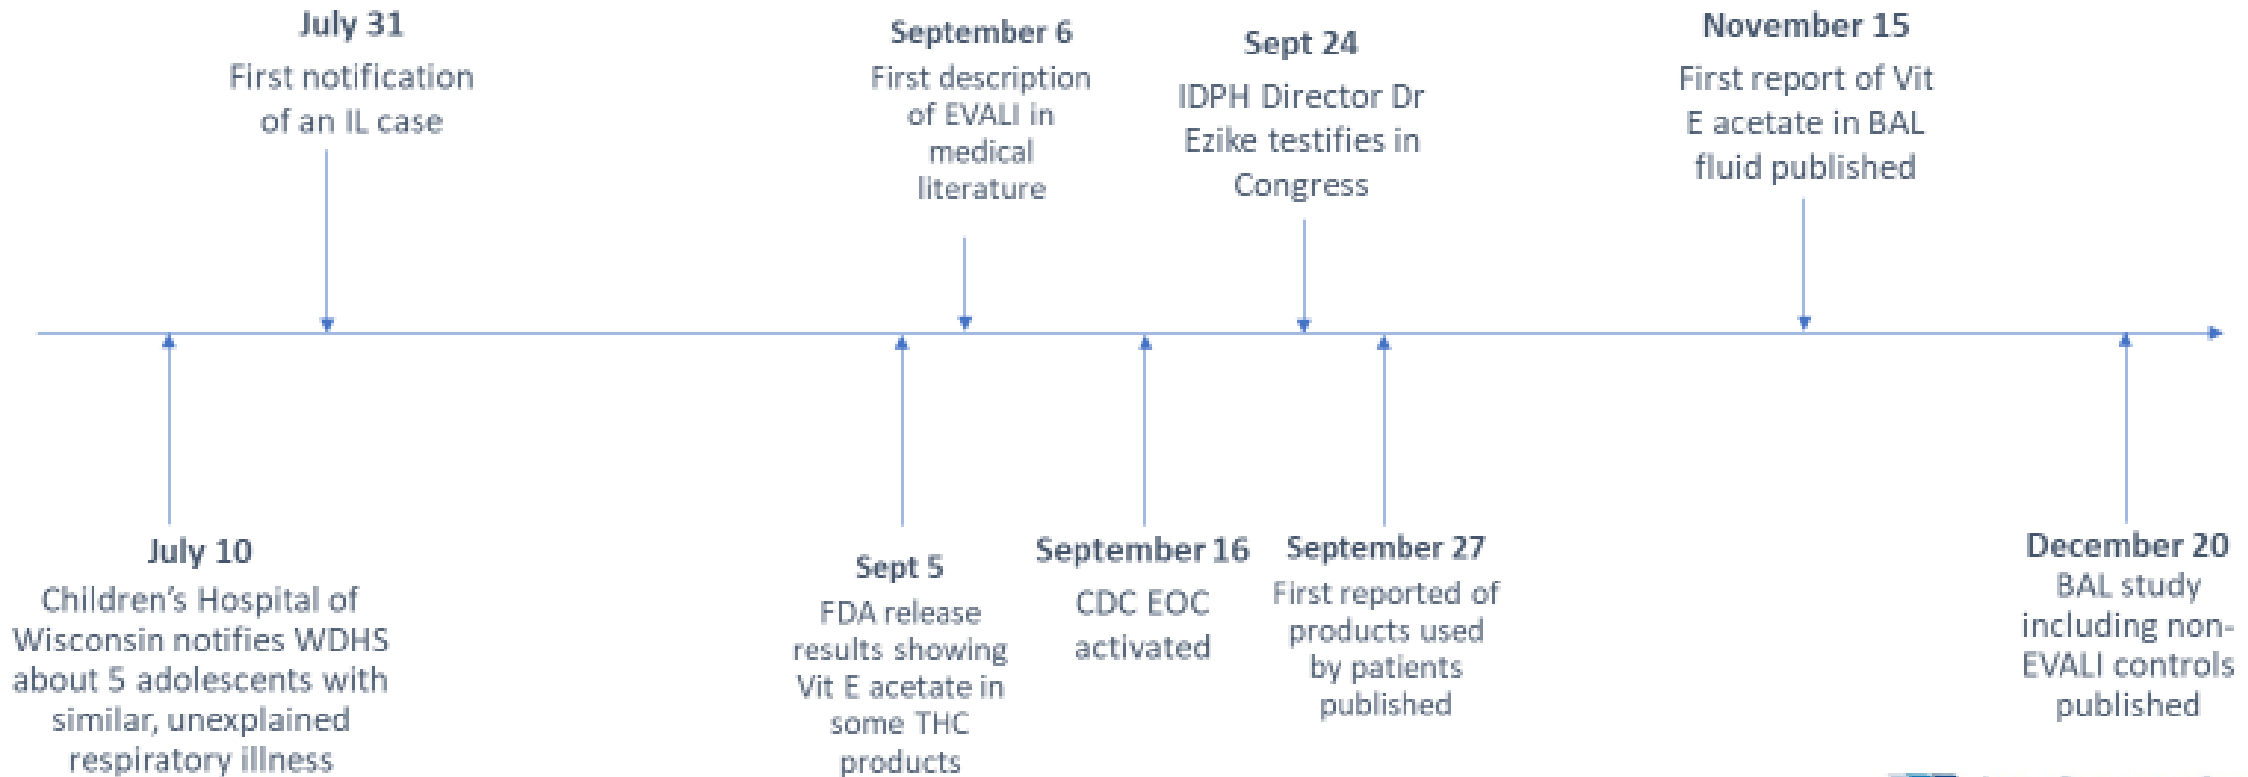 July 31
First notification
of an IL case
September 6
First description
of EVALI in
medical
literature
Sept 24
IDPH Director Dr
Ezike testifies in
Congress
November 15
First report of Vit
E acetate in BAL
fluid published
July 10
Children's Hospital of
Wisconsin notifies WDHS
about 5 adolescents with
similar, unexplained
respiratory illness
Sept 5
FDA release
results showing
Vit E acetate in
some THC
products
September 16
CDC EOC
activated
September 27
First reported of
products used
by patients
published
December 20
BAL study
including non-
EVALI controls
published